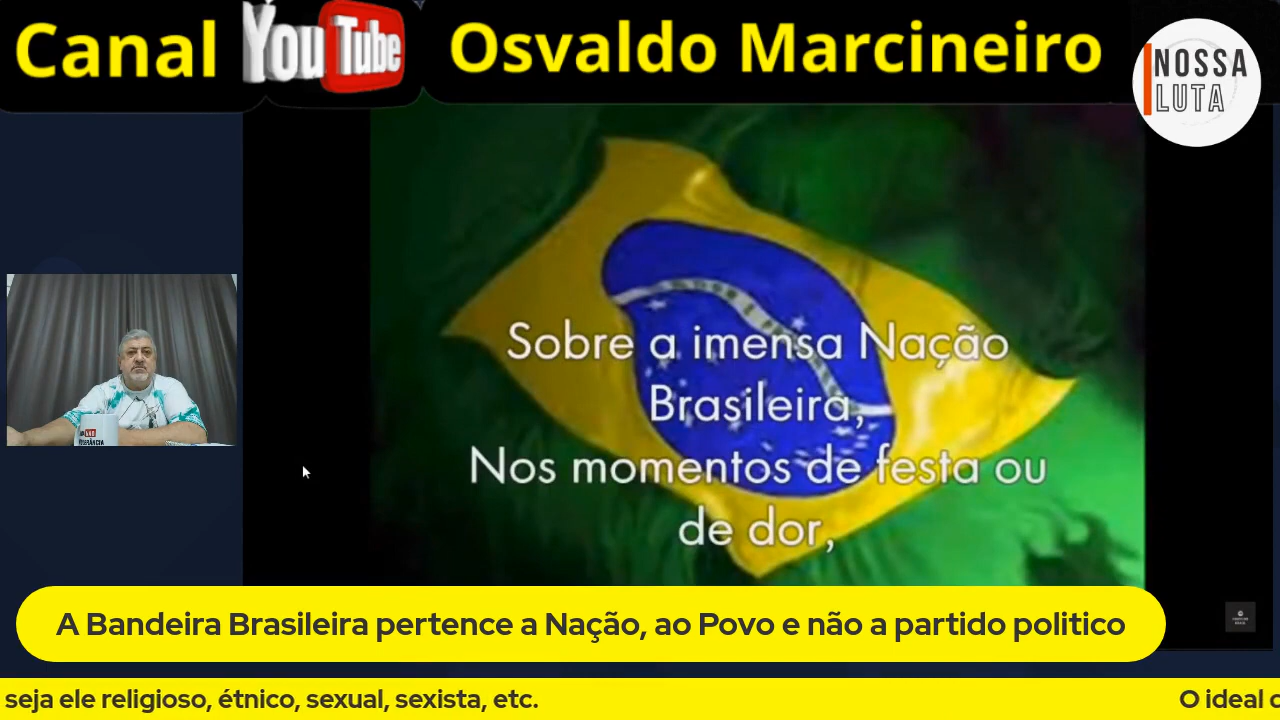 Canal YouTube Osvaldo Marcineiro
NOSSA
LUTA
Sobre a imensa Nação
Brasileira,
Nos momentos de festa ou
de dor,
A Bandeira Brasileira pertence a Nação, ao Povo e não a partido politico
seja ele religioso, étnico, sexual, sexista, etc.
O ideal